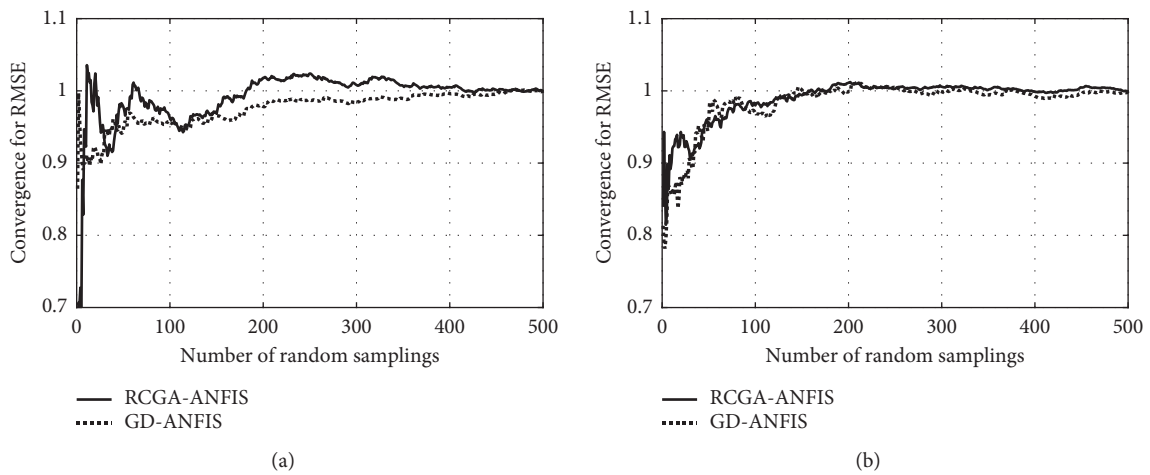 1.1
1
0.9
0.8
0.7
Convergence for RMSE
0 100 200 300 400 500
Number of random samplings
RCGA-ANFIS
GD-ANFIS
(a)
1.1
1
0.9
0.8
0.7
Convergence for RMSE
0 100 200 300 400 500
Number of random samplings
RCGA-ANFIS
GD-ANFIS
(b)